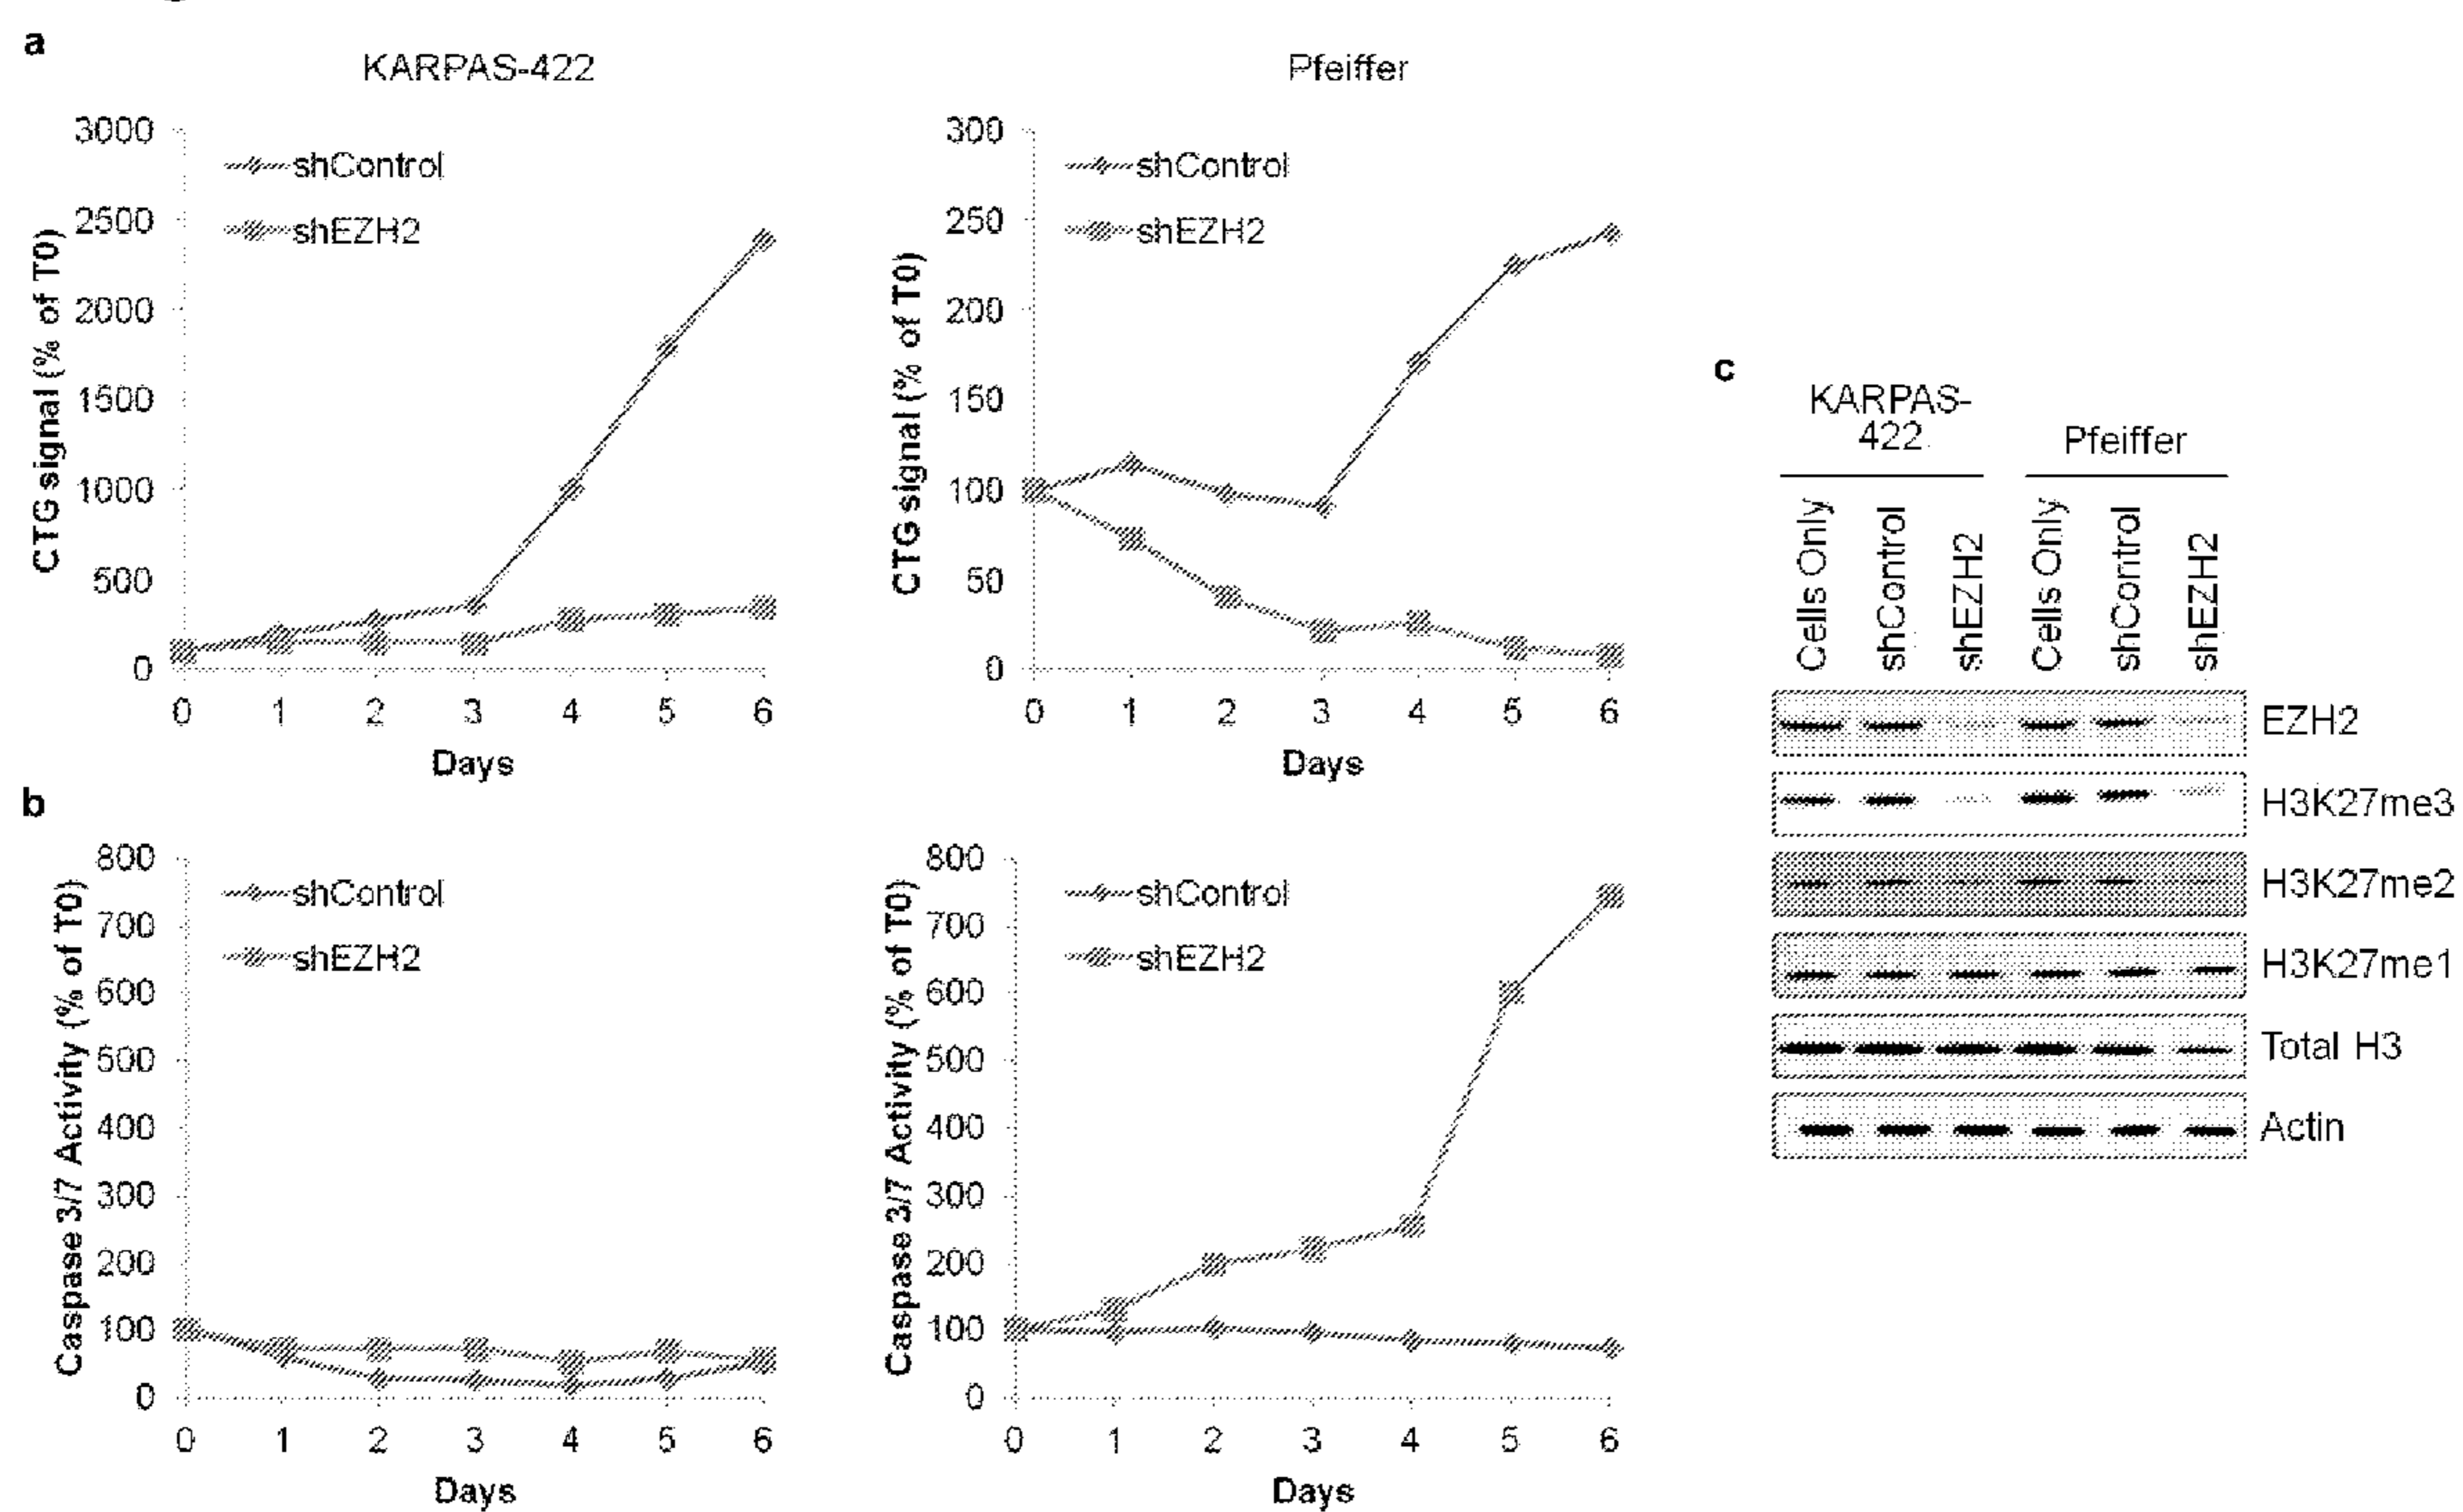 a
KARPAS-422
3000
2500
2000
1500
1000
500
0
CTG signal (% of T0)
shControl
shEZH2
0 1 2 3 4 5 6
Days
Pfeiffer
300
250
200
150
100
50
0
CTG signal (% of T0)
shControl
shEZH2
0 1 2 3 4 5 6
Days
b
800
700
600
500
400
300
200
100
0
Caspase 3/7 Activity (% of T0)
shControl
shEZH2
0 1 2 3 4 5 6
Days
800
700
600
500
400
300
200
100
0
Caspase 3/7 Activity (% of T0)
shControl
shEZH2
0 1 2 3 4 5 6
Days
c
KARPAS-
422
Pfeiffer
Cells Only
shControl
shEZH2
Cells Only
shControl
shEZH2
EZH2
H3K27me3
H3K27me2
H3K27me1
Total H3
Actin